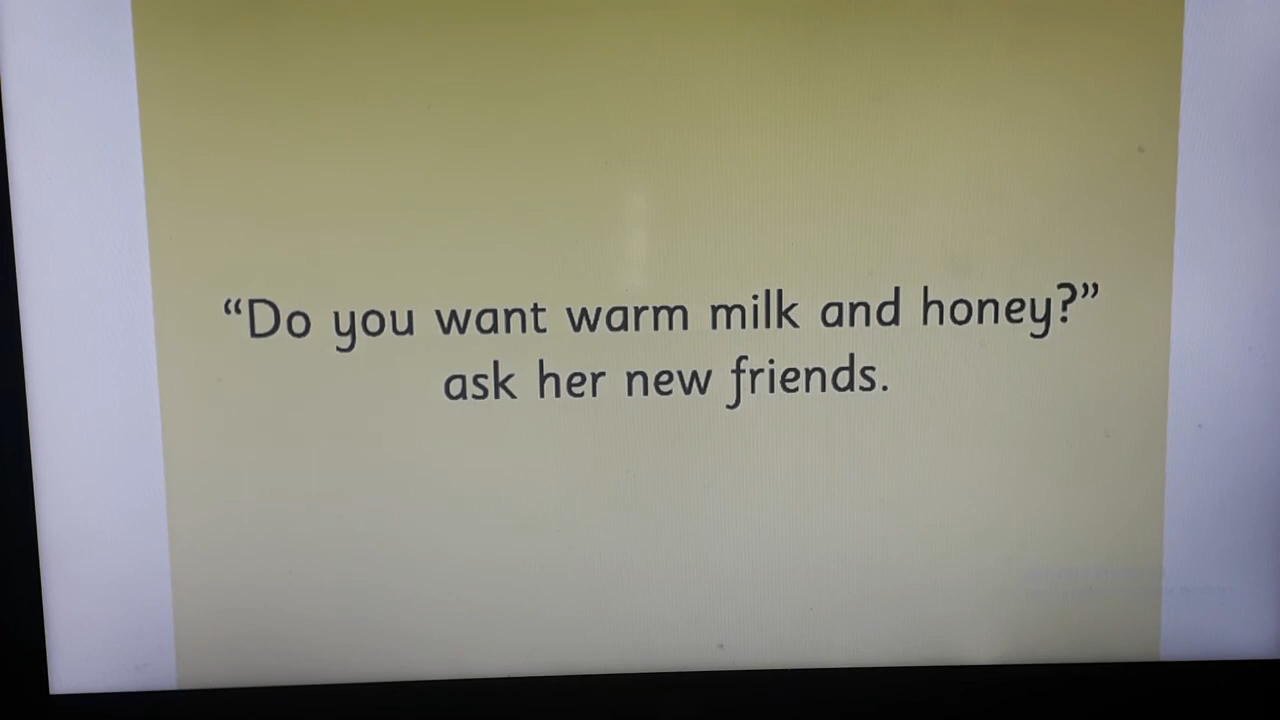 “Do you want warm milk and honey?”
ask her new friends.